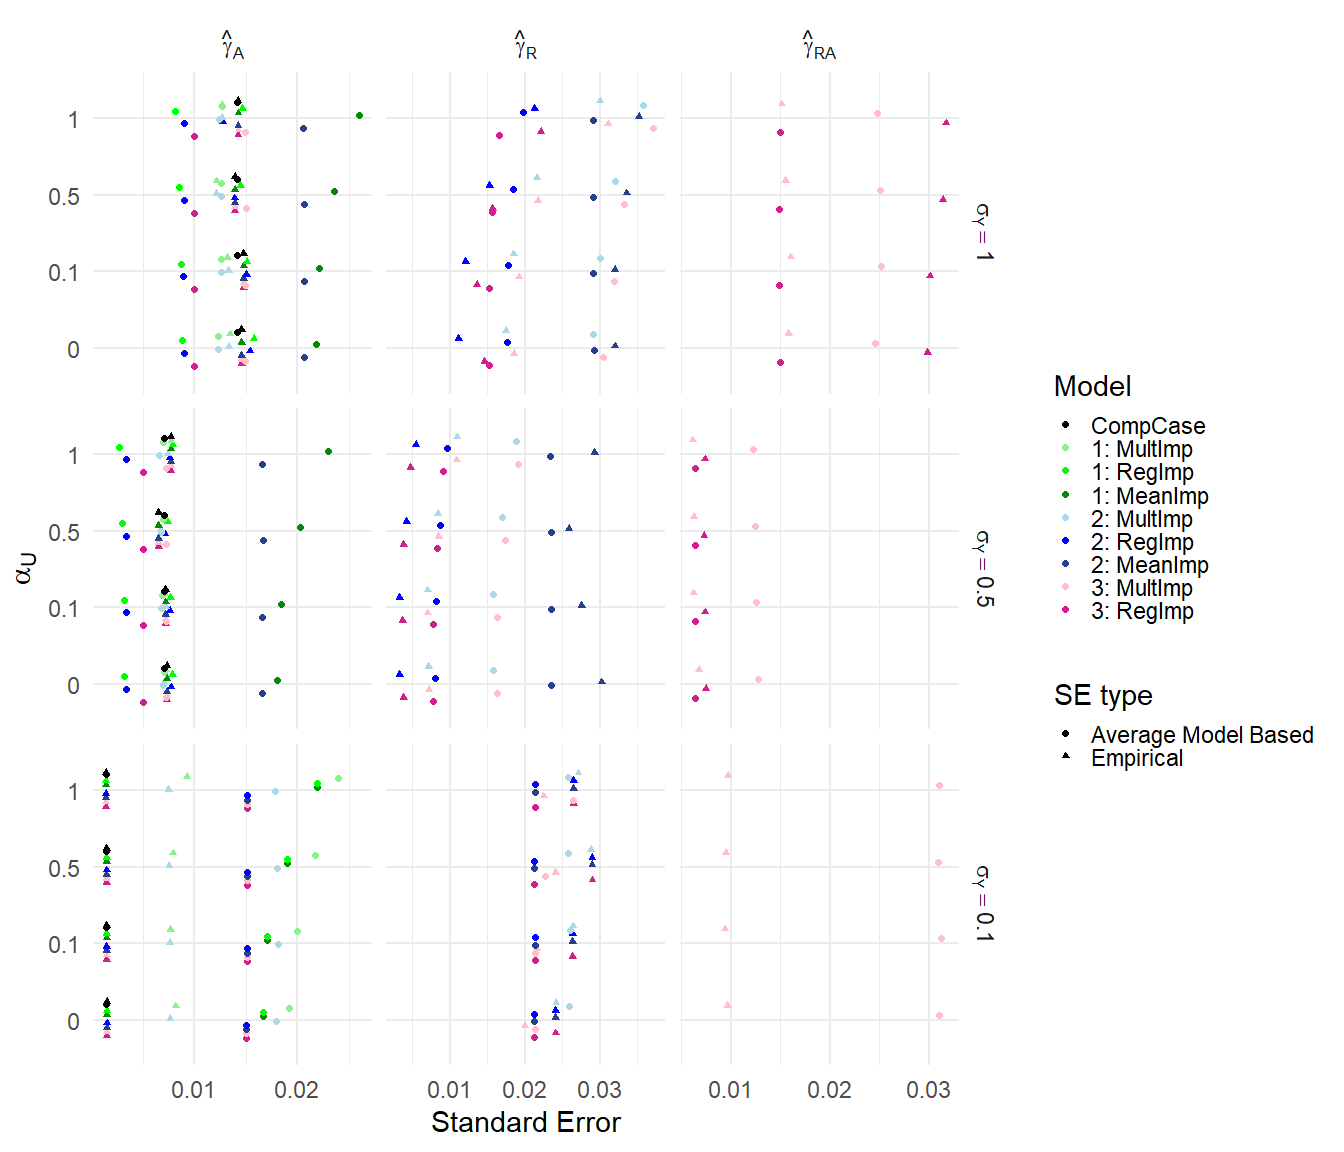 γ̂A
γ̂R
γ̂RA
1
0.5
0.1
0
σY = 1
1
0.5
0.1
0
σY = 0.5
1
0.5
0.1
0
σY = 0.1
αU
0.01 0.02
0.01 0.02 0.03
0.01 0.02 0.03
Standard Error
Model
CompCase
1: MultImp
1: RegImp
1: MeanImp
2: MultImp
2: RegImp
2: MeanImp
3: MultImp
3: RegImp
SE type
Average Model Based
Empirical